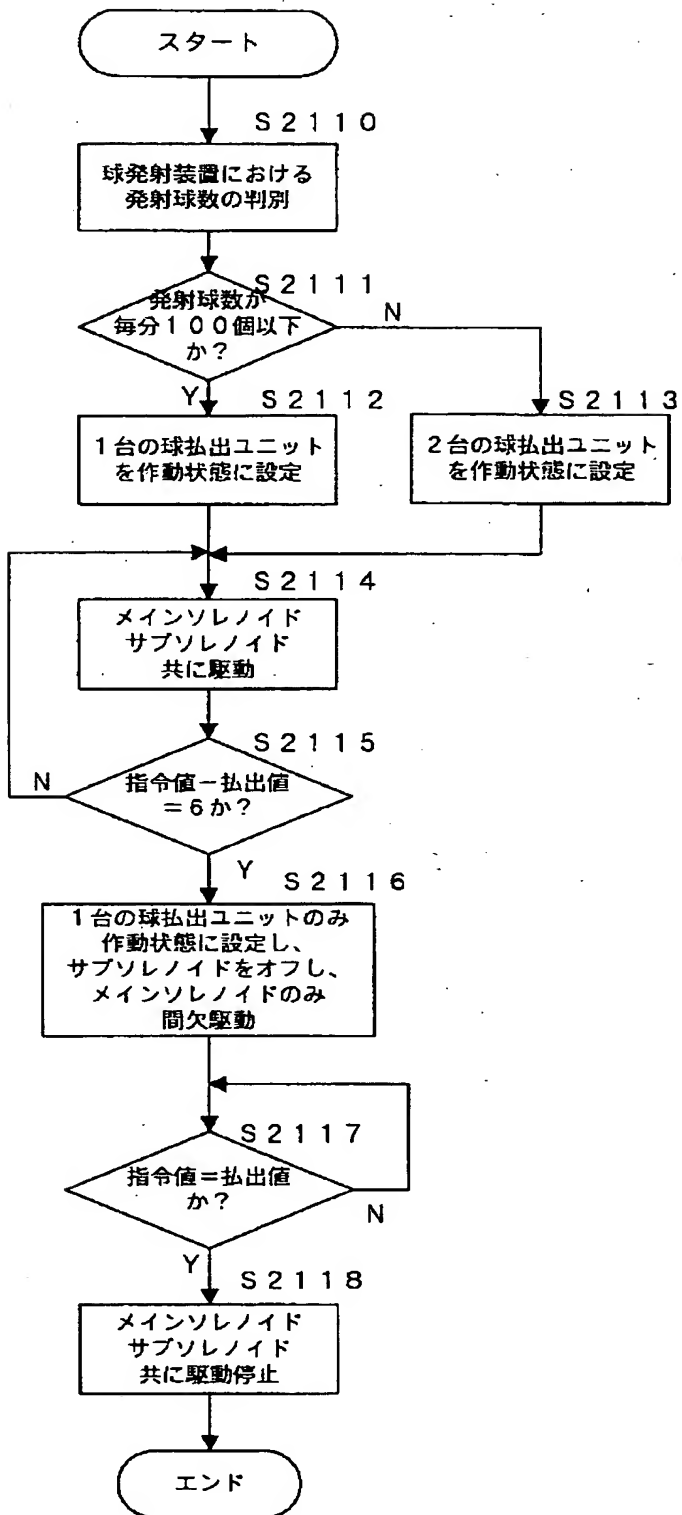 スタート
S2110
球発射装置における
発射球数の判別
S2111
発射球数が
毎分100個以下
か?
N
Y
S2112
S2113
1台の球払出ユニット
を作動状態に設定
2台の球払出ユニット
を作動状態に設定
S2114
メインソレノイド
サブソレノイド
共に駆動
S2115
指令値-払出値
=6か?
N
Y
S2116
1台の球払出ユニットのみ
作動状態に設定し、
サブソレノイドをオフし、
メインソレノイドのみ
間欠駆動
S2117
指令値=払出値
か?
N
Y
S2118
メインソレノイド
サブソレノイド
共に駆動停止
エンド